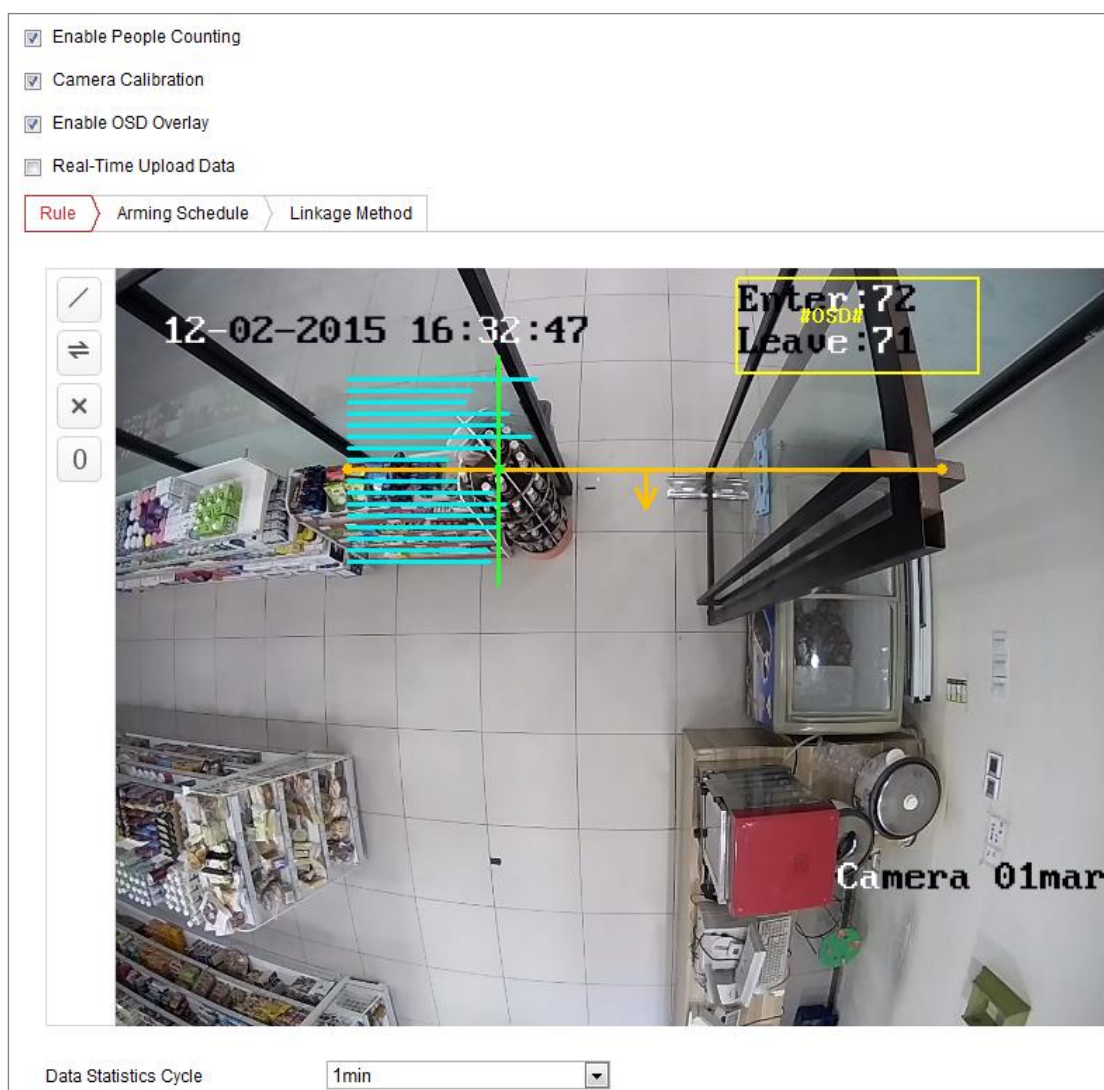 Enable People Counting
Camera Calibration
Enable OSD Overlay
Real-Time Upload Data
Rule Arming Schedule Linkage Method
0
12-02-2015 16:32:47
Enter:72
#OSD#
Leave:71
Camera 01mar
Data Statistics Cycle 1min